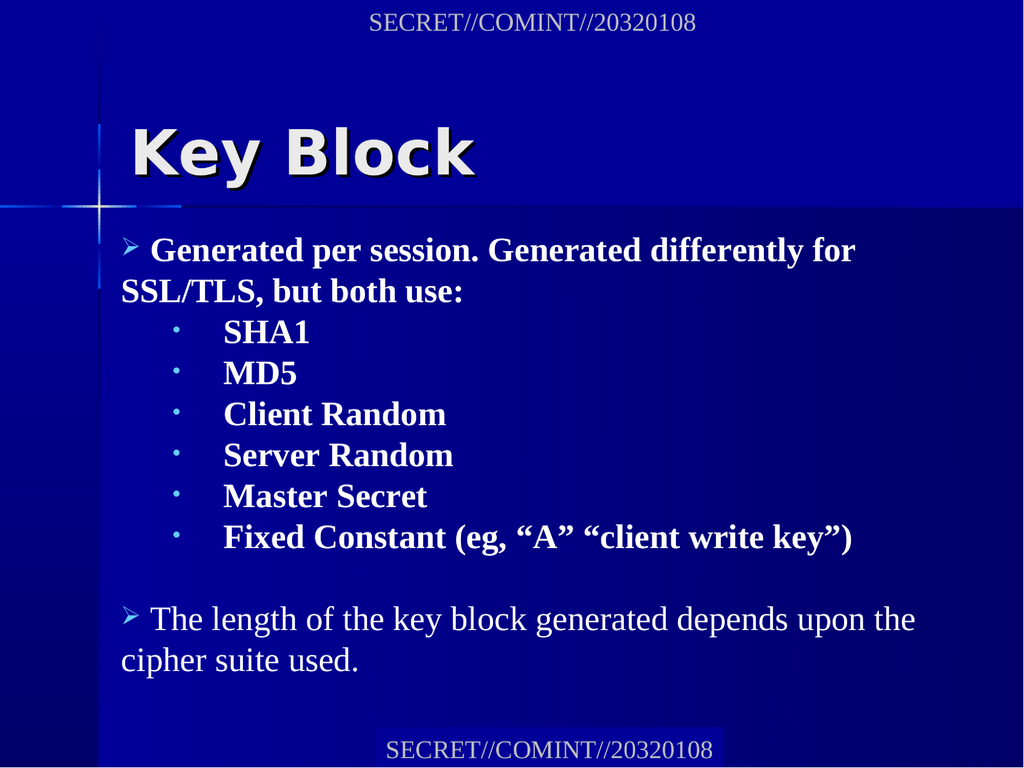 SECRET//COMINT//20320108
Key Block
➢ Generated per session. Generated differently for
SSL/TLS, but both use:
• SHA1
• MD5
• Client Random
• Server Random
• Master Secret
• Fixed Constant (eg, “A” “client write key”)
➢ The length of the key block generated depends upon the
cipher suite used.
SECRET//COMINT//20320108